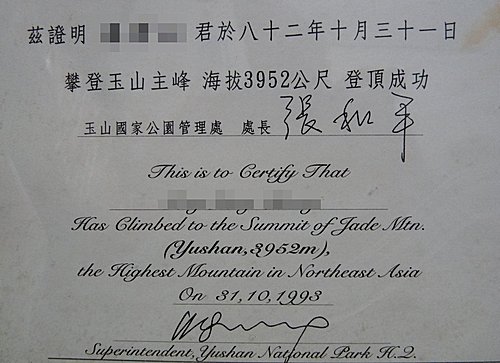 茲證明 君於八十二年十月三十一日
攀登玉山主峰 海拔3952公尺 登頂成功
玉山國家公園管理處 處長 張和平
This is to Certify That
Has Climbed to the Summit of Jade Mtn.
(Yushan,3952m),
the Highest Mountain in Northeast Asia
On 31,10,1993
Superintendent,Yushan National Park H.Q.